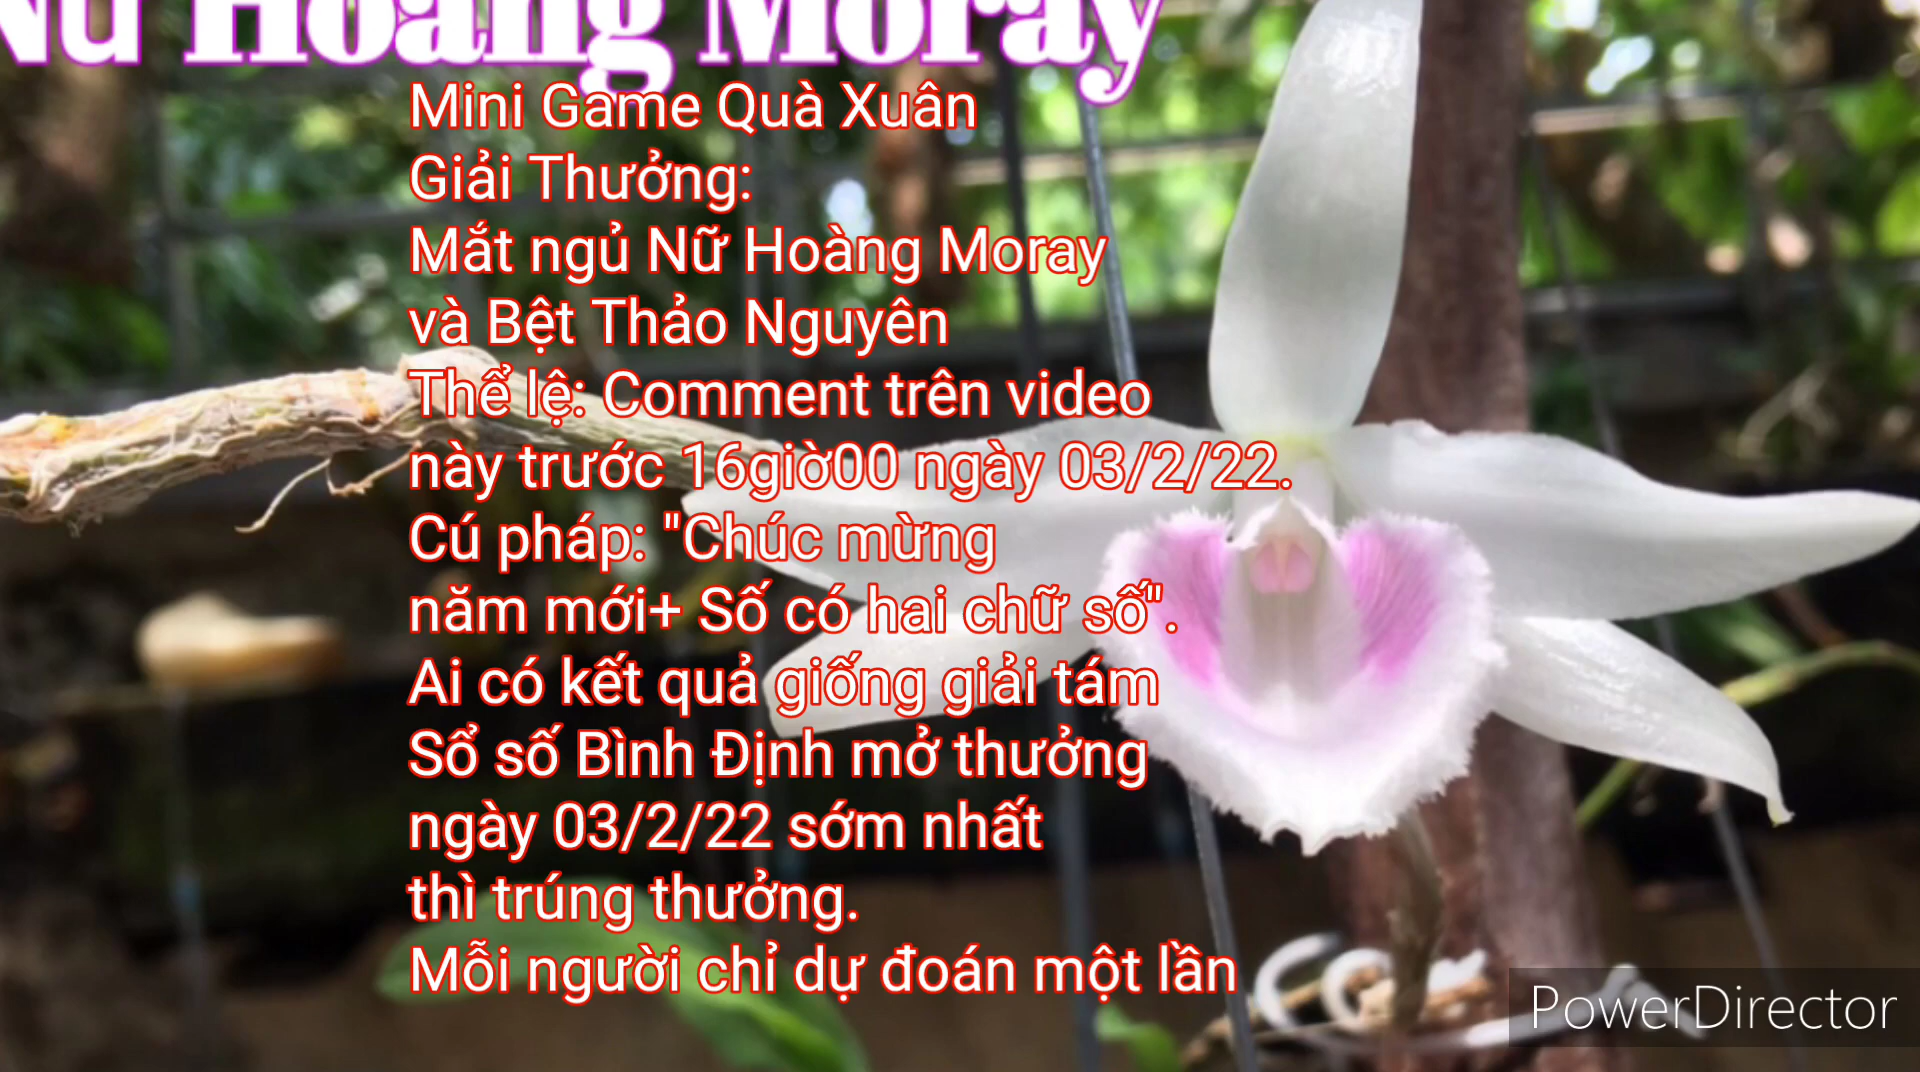 Nữ Hoàng Moray
Mini Game Quà Xuân
Giải Thưởng:
Mắt ngủ Nữ Hoàng Moray
và Bệt Thảo Nguyên
Thể lệ: Comment trên video
này trước 16giờ00 ngày 03/2/22.
Cú pháp: "Chúc mừng
năm mới+ Số có hai chữ số".
Ai có kết quả giống giải tám
Sổ số Bình Định mở thưởng
ngày 03/2/22 sớm nhất
thì trúng thưởng.
Mỗi người chỉ dự đoán một lần
PowerDirector